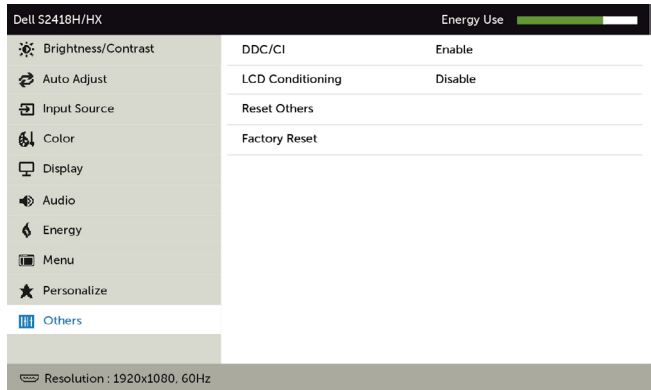 Dell S2418H/HX Energy Use
Brightness/Contrast DDC/CI Enable
Auto Adjust LCD Conditioning Disable
Input Source Reset Others
Color Factory Reset
Display
Audio
Energy
Menu
Personalize
Others
Resolution : 1920x1080, 60Hz